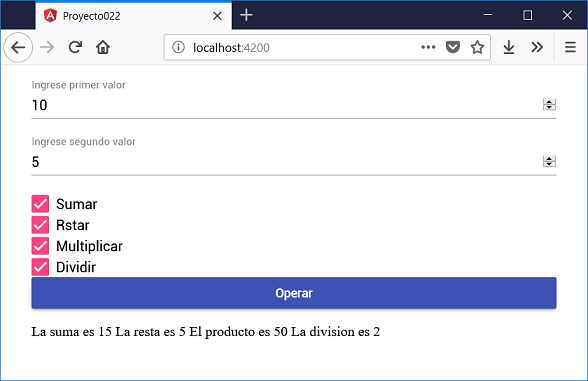 Proyecto022
localhost:4200
Ingrese primer valor
10
Ingrese segundo valor
5
Sumar
Rstar
Multiplicar
Dividir
Operar
La suma es 15 La resta es 5 El producto es 50 La division es 2